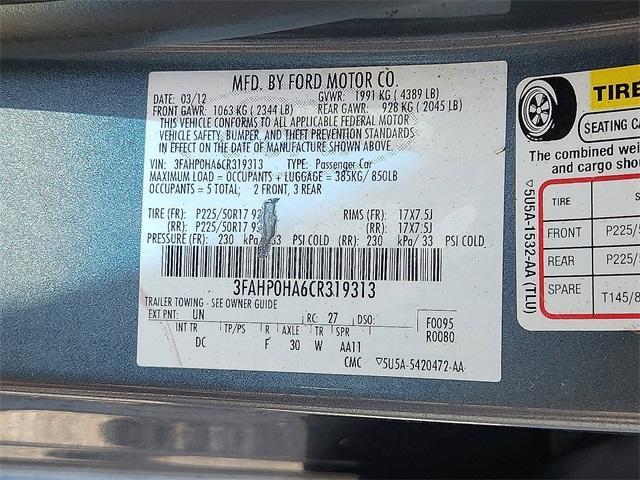 MFD. BY FORD MOTOR CO.
DATE: 03/12 GVWR: 1991 KG ( 4389 LB)
FRONT GAWR: 1063 KG ( 2344 LB) REAR GAWR: 928 KG ( 2045 LB)
THIS VEHICLE CONFORMS TO ALL APPLICABLE FEDERAL MOTOR
VEHICLE SAFETY, BUMPER, AND THEFT PREVENTION STANDARDS
IN EFFECT ON THE DATE OF MANUFACTURE SHOWN ABOVE.
VIN: 3FAHP0HA6CR319313 TYPE: Passenger Car
MAXIMUM LOAD = OCCUPANTS + LUGGAGE = 385KG/ 850LB
OCCUPANTS = 5 TOTAL; 2 FRONT, 3 REAR
TIRE (FR): P225/50R17 RIMS (FR): 17X7.5J
(RR): P225/50R17 (RR): 17X7.5J
PRESSURE (FR): 230 kPa/ 33 PSI COLD (RR): 230 kPa/ 33 PSI COLD
3FAHP0HA6CR319313
TRAILER TOWING - SEE OWNER GUIDE
EXT PNT: UN RC: 27 DSO: F0095
R0080
INT TR TP/PS R AXLE TR SPR
DC F 30 W AA11
CMC ▽5U5A-5420472-AA
TIRE
SEATING CA
The combined wei
and cargo shou
TIRE S
FRONT P225/5
REAR P225/5
SPARE T145/8
▽5U5A-1532-AA (TLU)